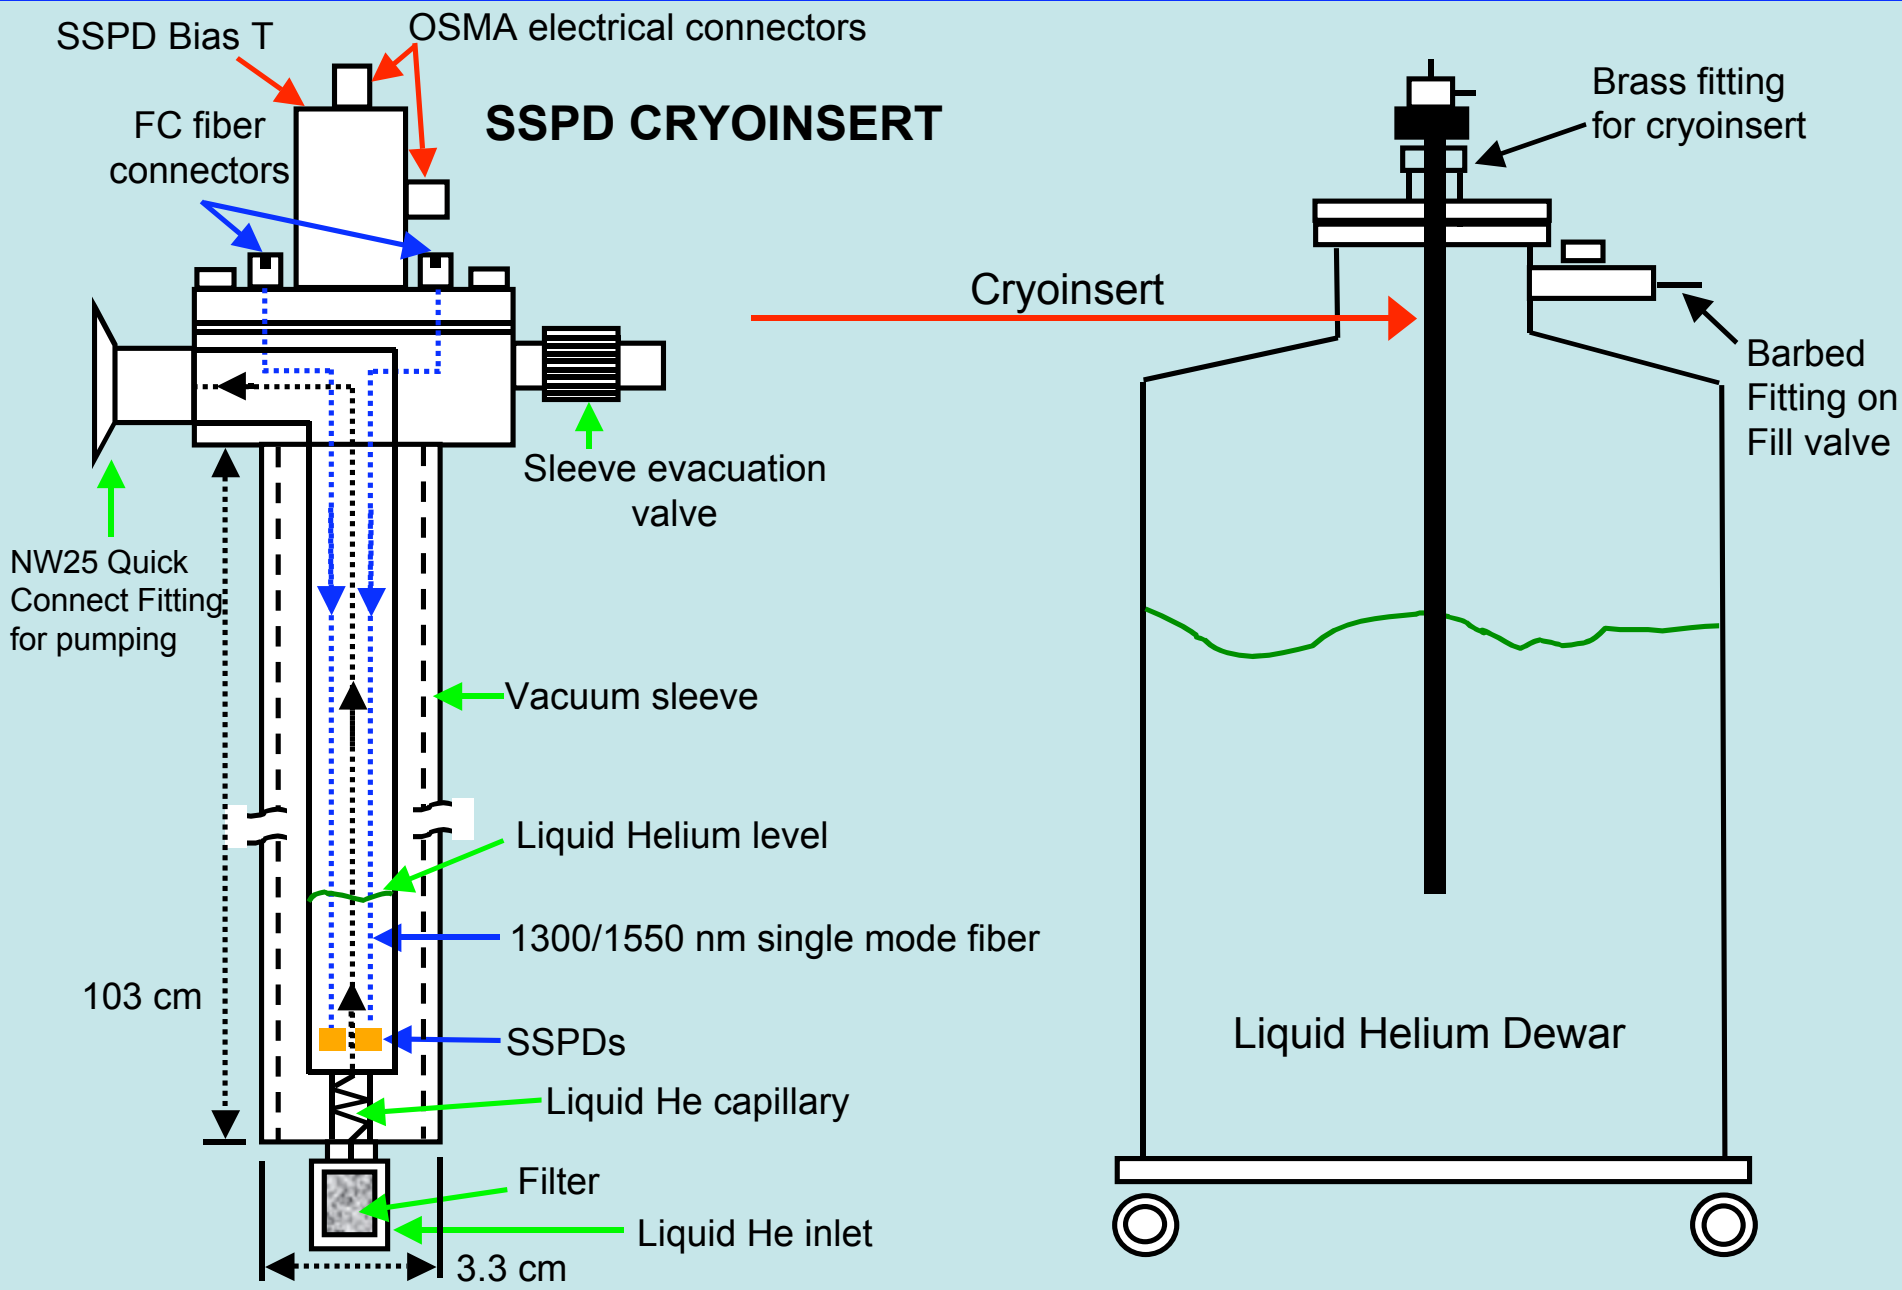 SSPD Bias T
OSMA electrical connectors
SSPD CRYOINSERT
FC fiber
connectors
Brass fitting
for cryoinsert
Cryoinsert
Barbed
Fitting on
Fill valve
Sleeve evacuation
valve
NW25 Quick
Connect Fitting
for pumping
Vacuum sleeve
Liquid Helium level
1300/1550 nm single mode fiber
103 cm
SSPDs
Liquid Helium Dewar
Liquid He capillary
Filter
Liquid He inlet
3.3 cm